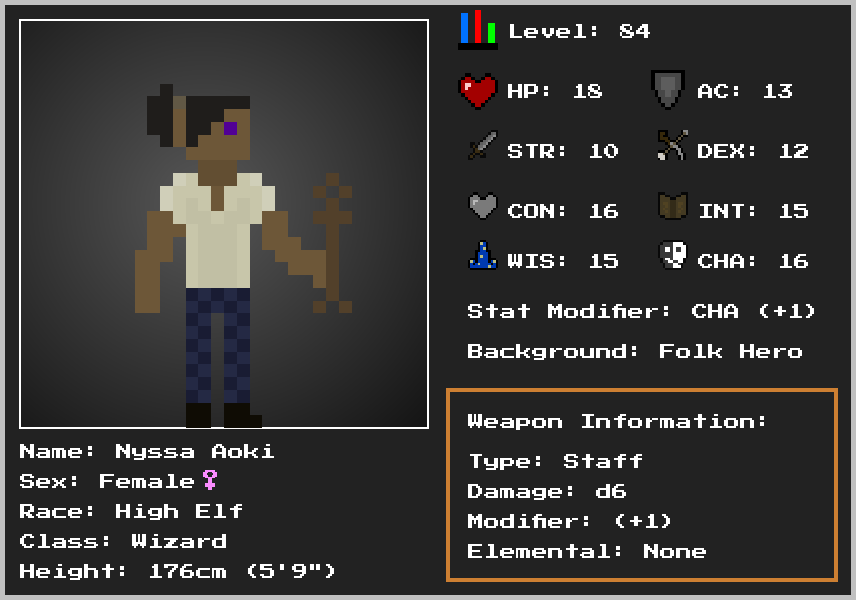 Level: 84
HP: 18
AC: 13
STR: 10
DEX: 12
CON: 16
INT: 15
WIS: 15
CHA: 16
Stat Modifier: CHA (+1)
Background: Folk Hero
Weapon Information:
Type: Staff
Damage: d6
Modifier: (+1)
Elemental: None
Name: Nyssa Aoki
Sex: Female♀
Race: High Elf
Class: Wizard
Height: 176cm (5'9")